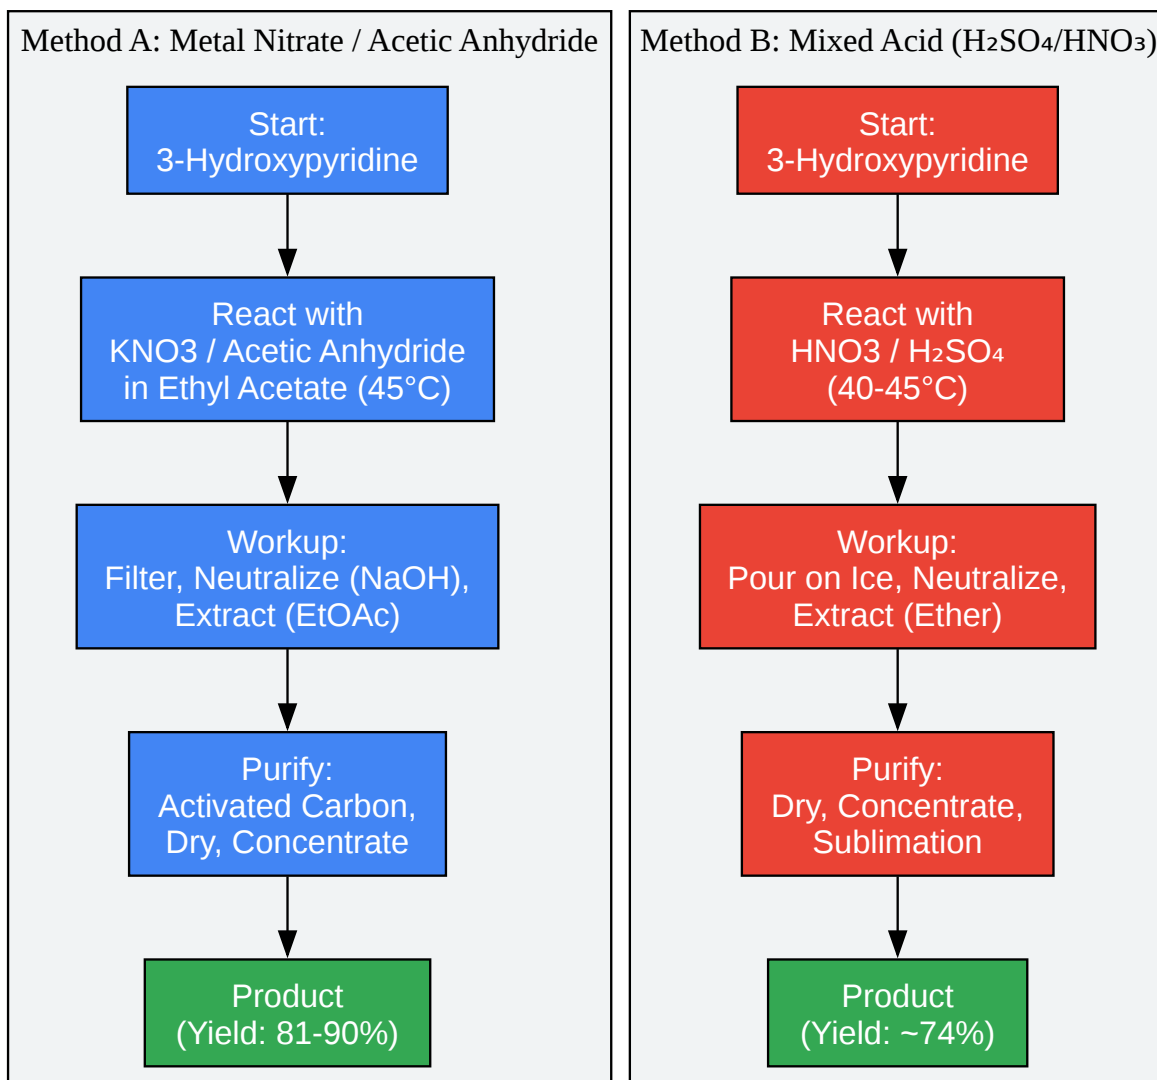 Method A: Metal Nitrate / Acetic Anhydride
Start:
3-Hydroxypyridine
React with
KNO3 / Acetic Anhydride
in Ethyl Acetate (45°C)
Workup:
Filter, Neutralize (NaOH),
Extract (EtOAc)
Purify:
Activated Carbon,
Dry, Concentrate
Product
(Yield: 81-90%)
Method B: Mixed Acid (H₂SO₄/HNO₃)
Start:
3-Hydroxypyridine
React with
HNO3 / H₂SO₄
(40-45°C)
Workup:
Pour on Ice, Neutralize,
Extract (Ether)
Purify:
Dry, Concentrate,
Sublimation
Product
(Yield: ~74%)